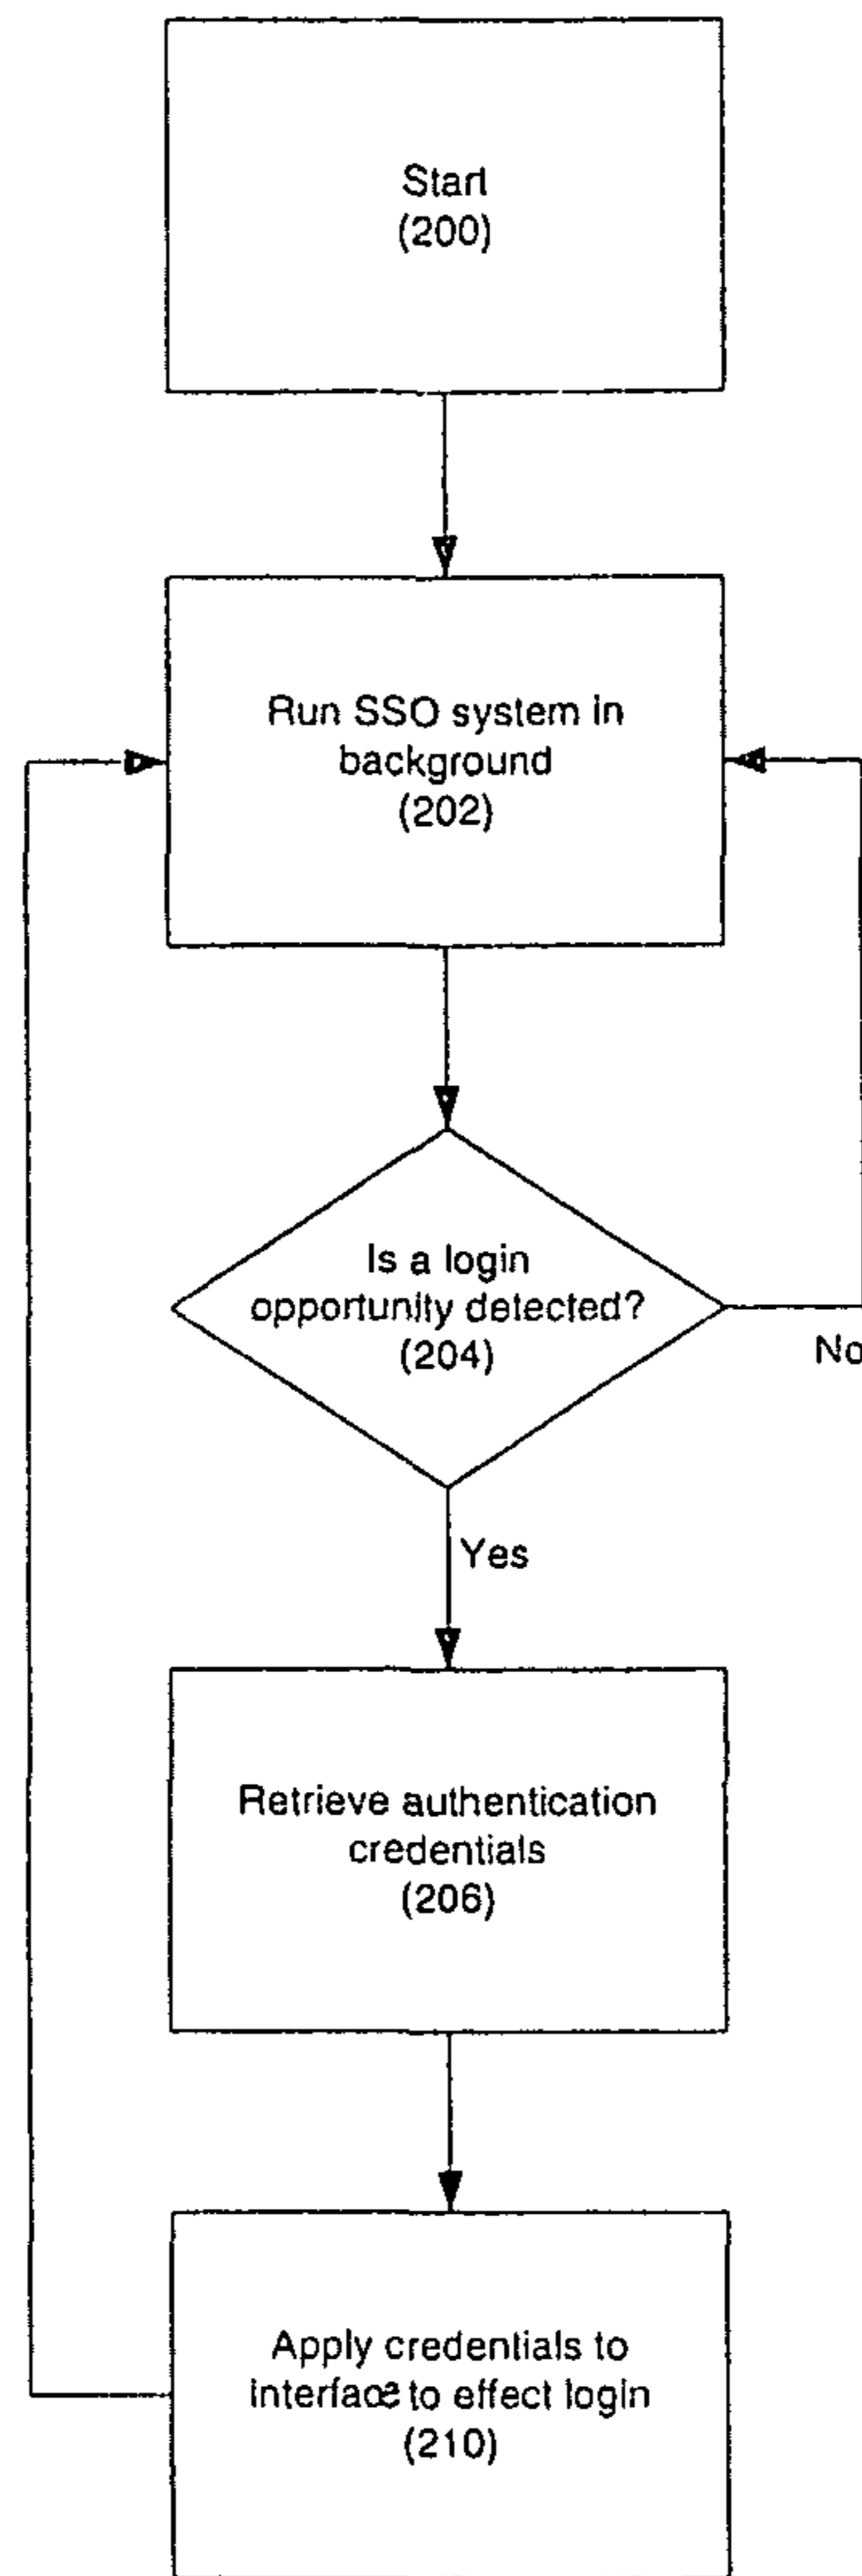 Start
(200)
Run SSO system in
background
(202)
Is a login
opportunity detected?
(204)
No
Yes
Retrieve authentication
credentials
(206)
Apply credentials to
interface to effect login
(210)